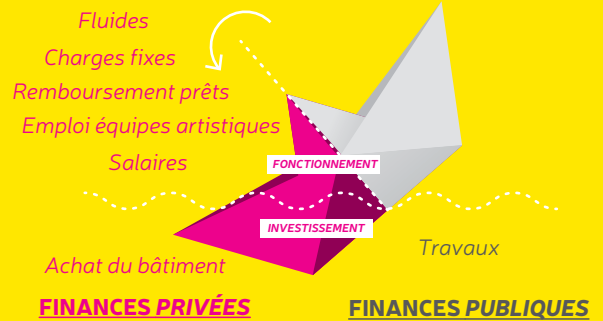 Fluides
Charges fixes
Remboursement prêts
Emploi équipes artistiques
Salaires
FONCTIONNEMENT
INVESTISSEMENT
Travaux
Achat du bâtiment
FINANCES PRIVÉES
FINANCES PUBLIQUES